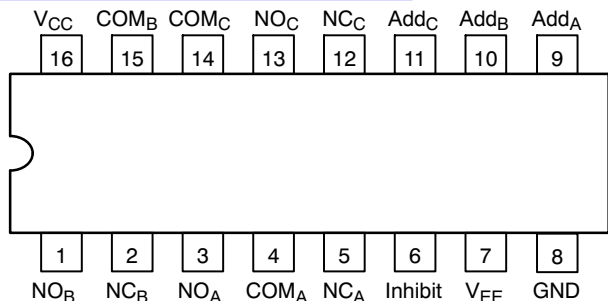 VCC COMB COMC NOC NCC AddC AddB AddA
16 15 14 13 12 11 10 9
1 2 3 4 5 6 7 8
NOB NCB NOA COMA NCA Inhibit VEE GND